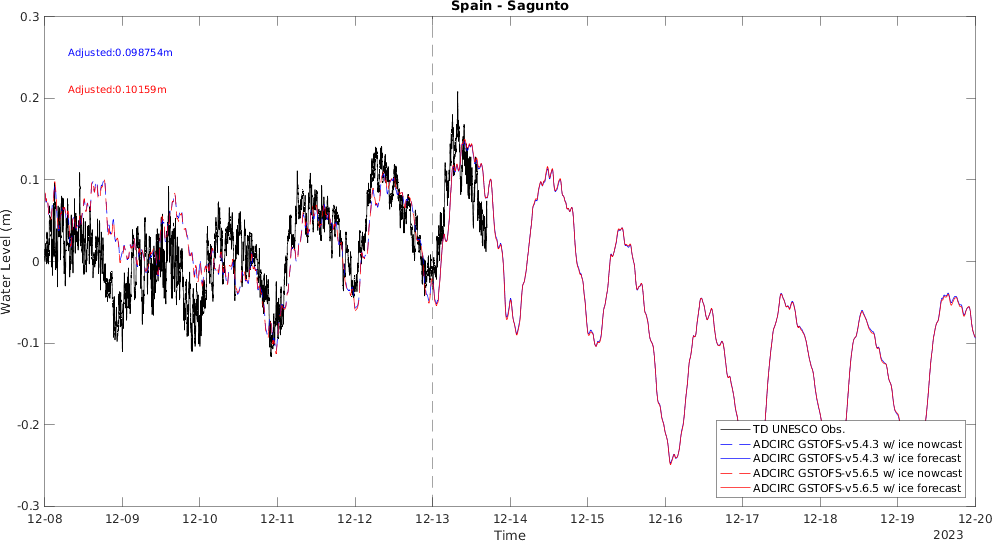 Spain - Sagunto
0.3
Adjusted:0.098754m
Adjusted:0.10159m
0.2
0.1
0
-0.1
-0.2
-0.3
Water Level (m)
TD UNESCO Obs.
ADCIRC GSTOFS-v5.4.3 w/ ice nowcast
ADCIRC GSTOFS-v5.4.3 w/ ice forecast
ADCIRC GSTOFS-v5.6.5 w/ ice nowcast
ADCIRC GSTOFS-v5.6.5 w/ ice forecast
12-08 12-09 12-10 12-11 12-12 12-13 12-14 12-15 12-16 12-17 12-18 12-19 12-20
Time
2023